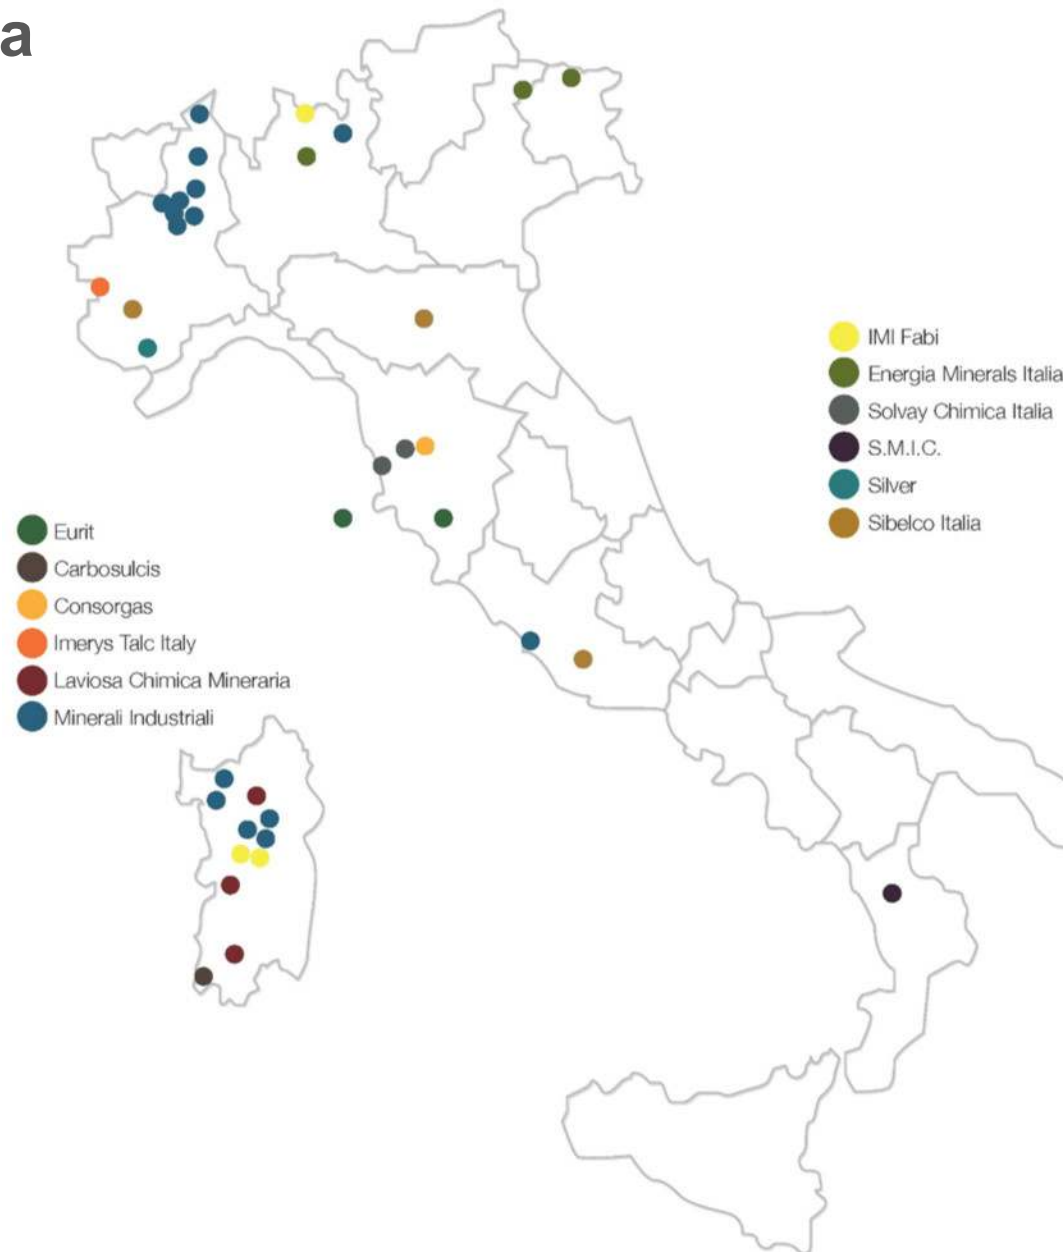 a
IMI Fabi
Energia Minerals Italia
Solvay Chimica Italia
S.M.I.C.
Silver
Sibelco Italia
Eurit
Carbosulcis
Consorgas
Imerys Talc Italy
Laviosa Chimica Mineraria
Minerali Industriali